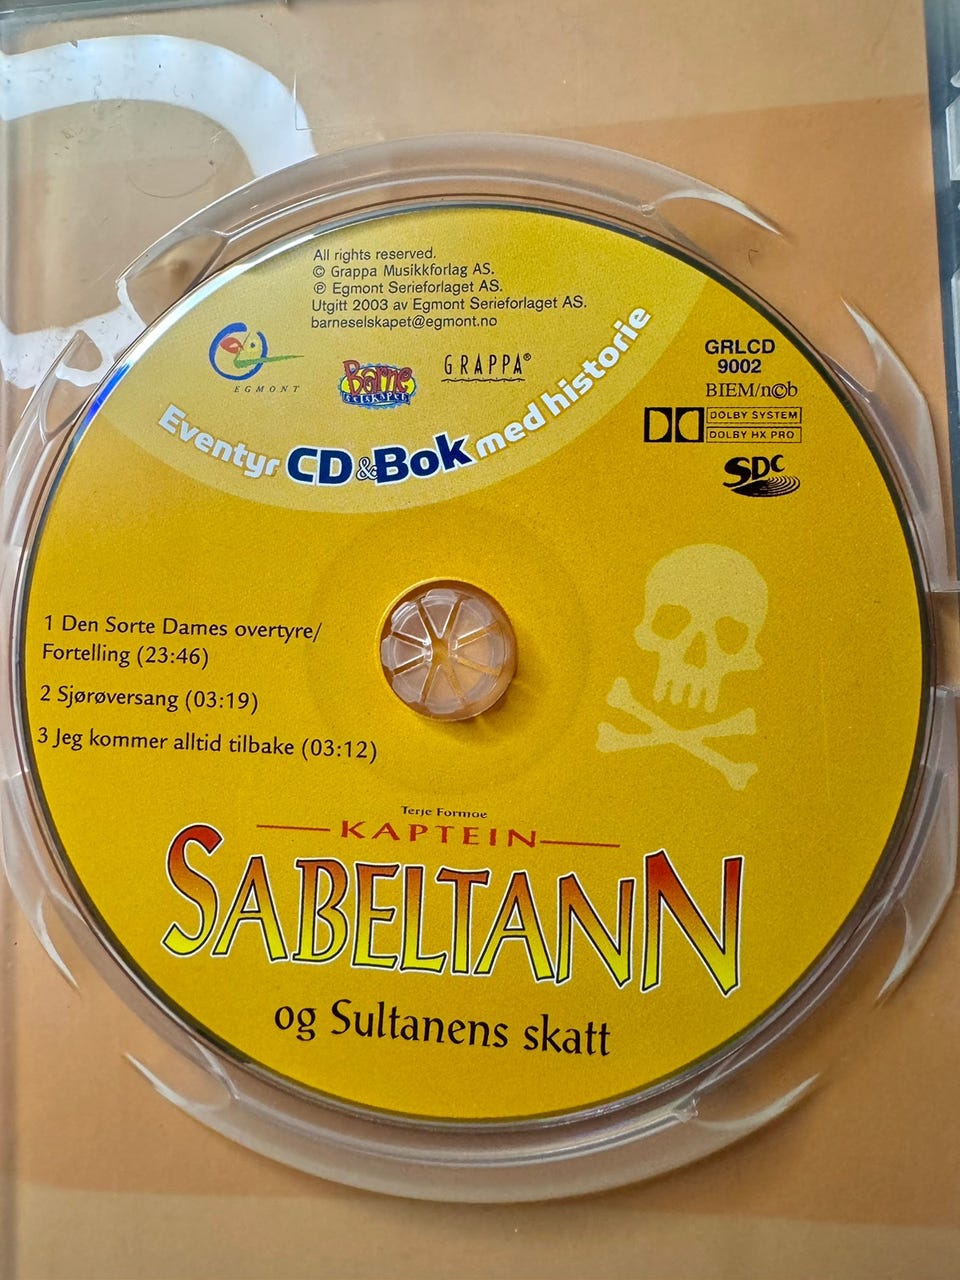 All rights reserved.
© Grappa Musikkforlag AS.
℗ Egmont Serieforlaget AS.
Utgitt 2003 av Egmont Serieforlaget AS.
barneselskapet@egmont.no
EGMONT
Barne
selskapet
GRAPPA®
Eventyr CD&Bok med historie
GRLCD
9002
BIEM/n©b
DOLBY SYSTEM
DOLBY HX PRO
SDC
1 Den Sorte Dames overtyre/
Fortelling (23:46)
2 Sjørøversang (03:19)
3 Jeg kommer alltid tilbake (03:12)
Terje Formoe
KAPTEIN
SABELTANN
og Sultanens skatt